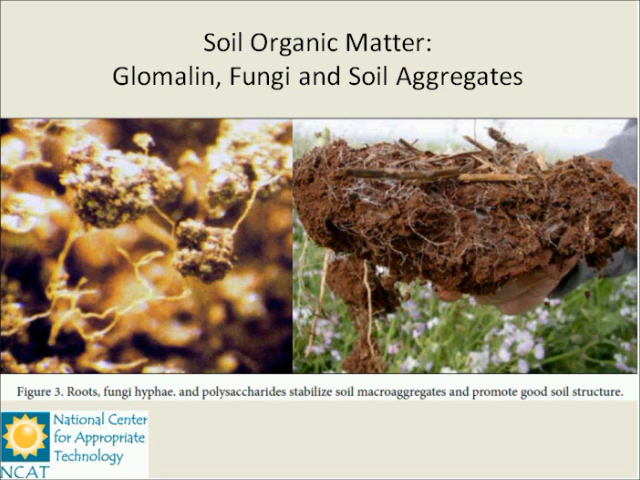 Soil Organic Matter:
Glomalin, Fungi and Soil Aggregates
Figure 3. Roots, fungi hyphae. and polysaccharides stabilize soil macroaggregates and promote good soil structure.
National Center
for Appropriate
Technology
NCAT